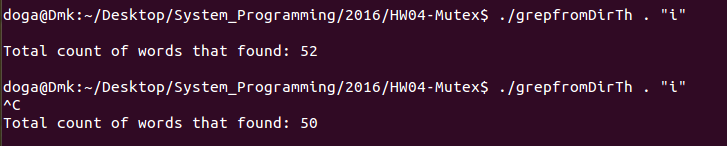 doga@Dmk:~/Desktop/System_Programming/2016/HW04-Mutex$ ./grepfromDirTh . "i"
Total count of words that found: 52
doga@Dmk:~/Desktop/System_Programming/2016/HW04-Mutex$ ./grepfromDirTh . "i"
^C
Total count of words that found: 50